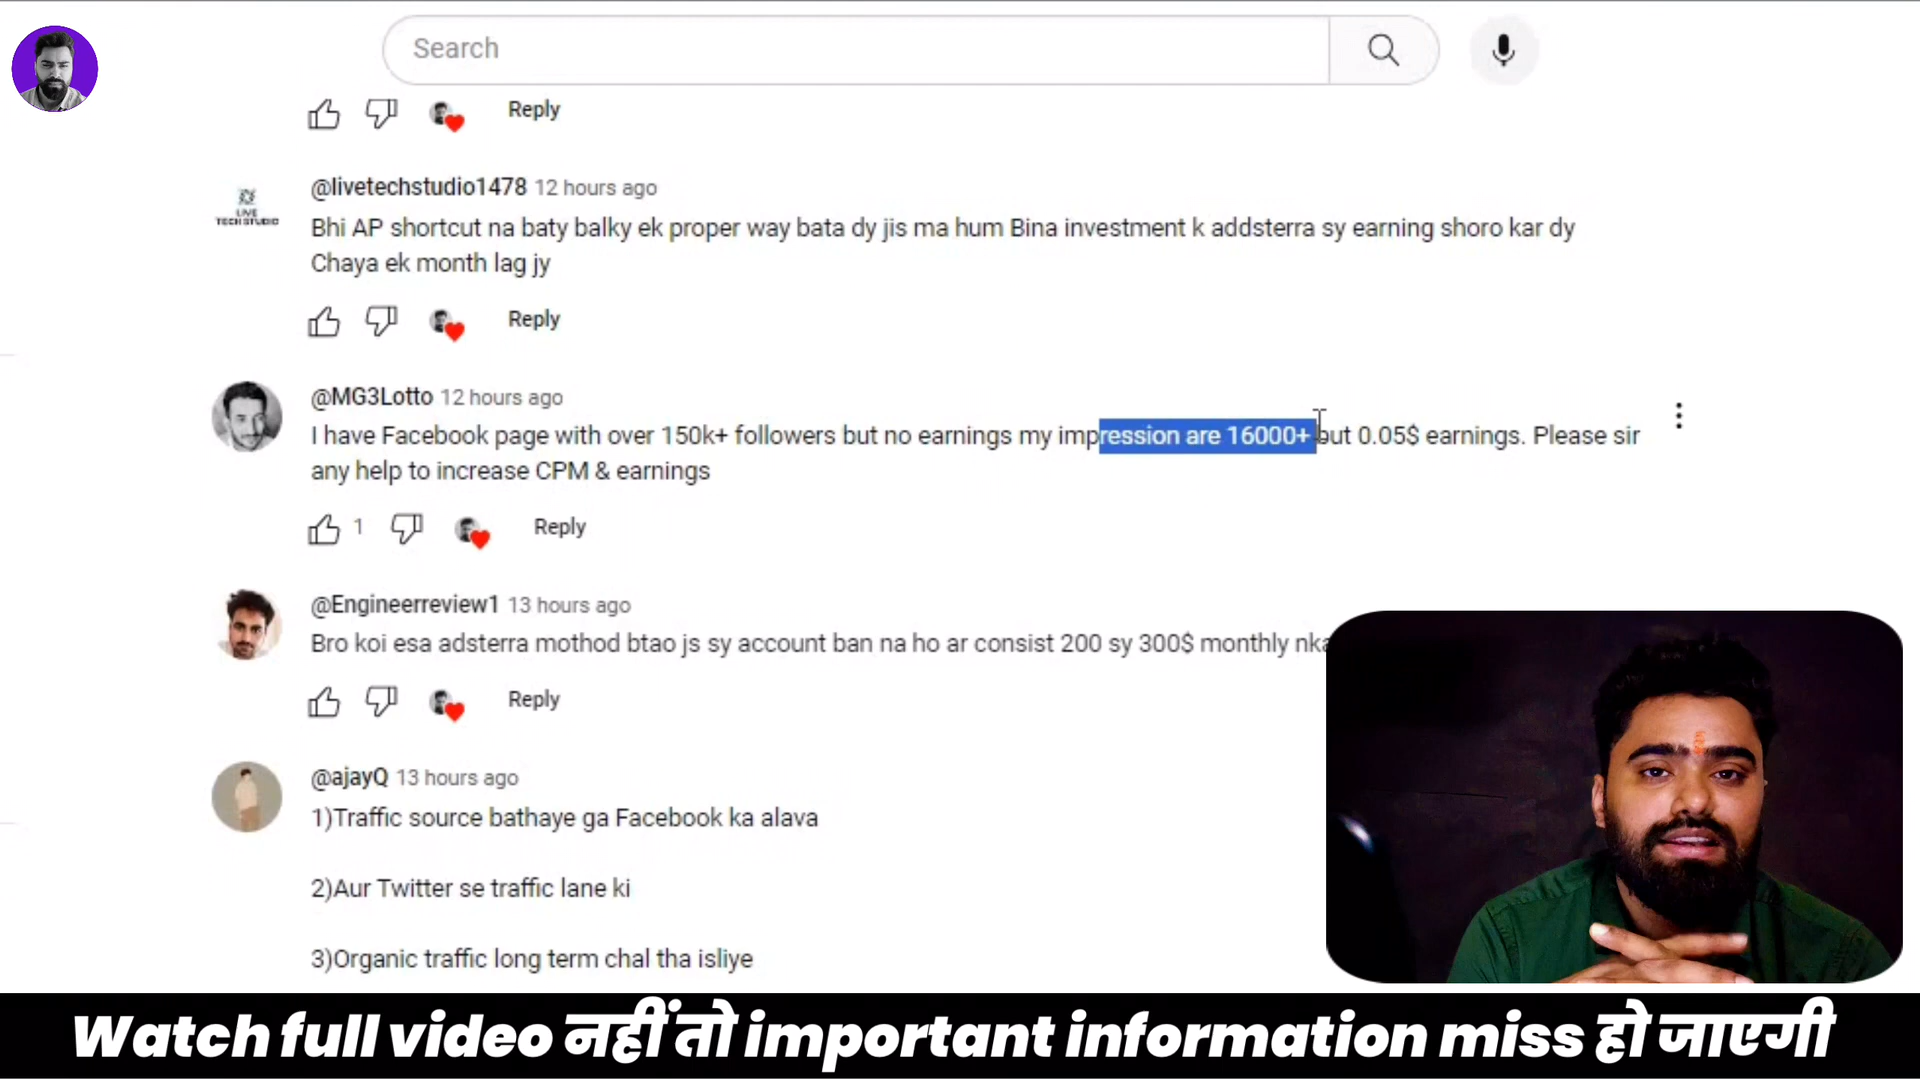 Search
Reply
LIVE
TECH STUDIO
@livetechstudio1478 12 hours ago
Bhi AP shortcut na baty balky ek proper way bata dy jis ma hum Bina investment k addsterra sy earning shoro kar dy
Chaya ek month lag jy
Reply
@MG3Lotto 12 hours ago
I have Facebook page with over 150k+ followers but no earnings my impression are 16000+ but 0.05$ earnings. Please sir
any help to increase CPM & earnings
1 Reply
@Engineerreview1 13 hours ago
Bro koi esa adsterra mothod btao js sy account ban na ho ar consist 200 sy 300$ monthly
Reply
@ajayQ 13 hours ago
1)Traffic source bathaye ga Facebook ka alava
2)Aur Twitter se traffic lane ki
3)Organic traffic long term chal tha isliye
Watch full video नहीं तो important information miss हो जाएगी